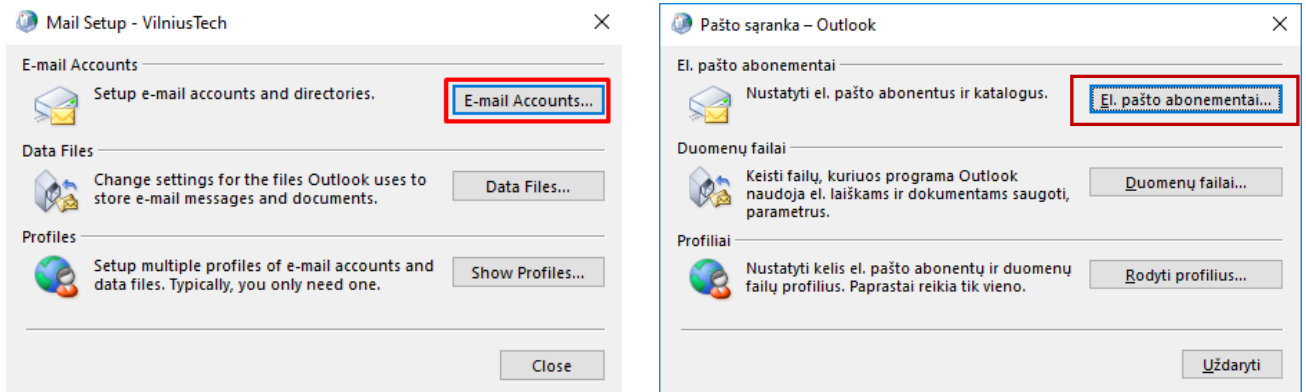 Mail Setup - VilniusTech
E-mail Accounts
Setup e-mail accounts and directories.
E-mail Accounts...
Data Files
Change settings for the files Outlook uses to
store e-mail messages and documents.
Data Files...
Profiles
Setup multiple profiles of e-mail accounts and
data files. Typically, you only need one.
Show Profiles...
Close
Pašto sąranka – Outlook
El. pašto abonementai
Nustatyti el. pašto abonentus ir katalogus.
El. pašto abonementai...
Duomenų failai
Keisti failų, kuriuos programa Outlook
naudoja el. laiškams ir dokumentams saugoti,
parametrus.
Duomenų failai...
Profiliai
Nustatyti kelis el. pašto abonentų ir duomenų
failų profilius. Paprastai reikia tik vieno.
Rodyti profilius...
Uždaryti